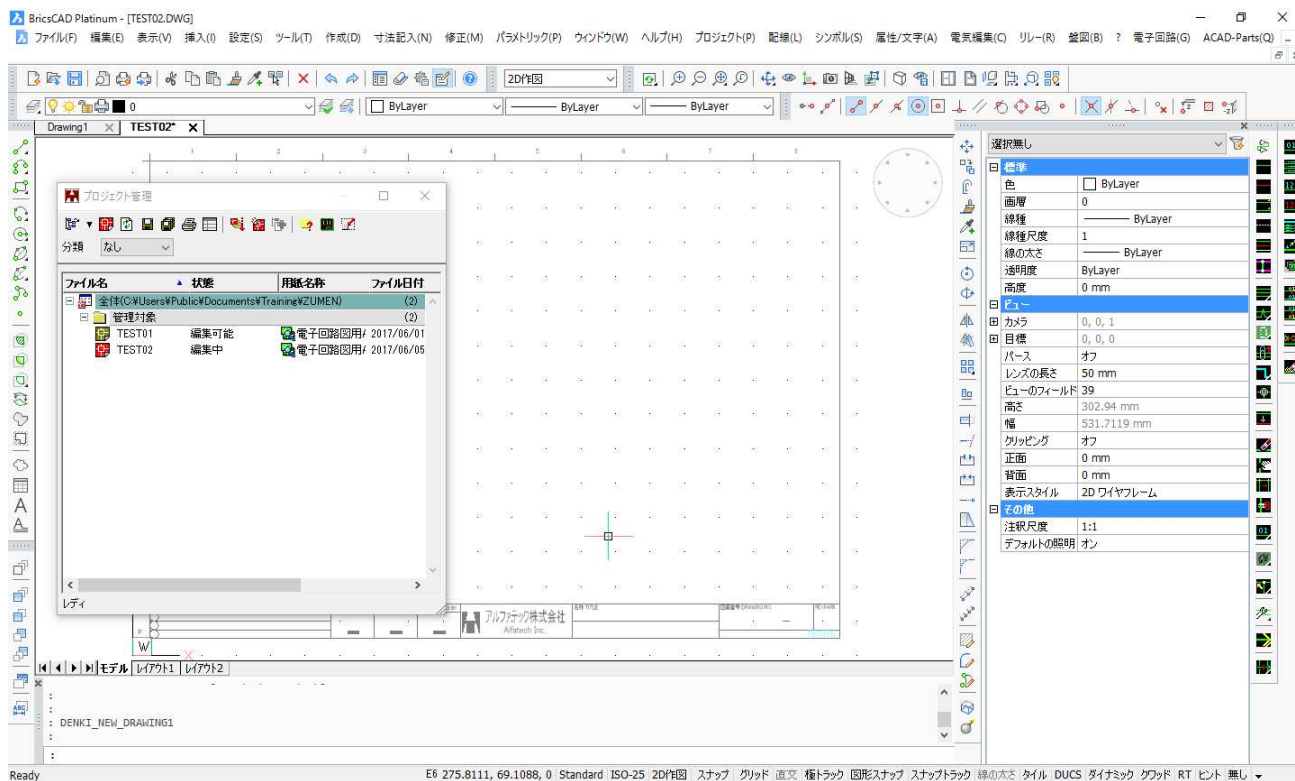 BricsCAD Platinum - [TEST02.DWG]
ファイル(F) 編集(E) 表示(V) 挿入(I) 設定(S) ツール(T) 作成(D) 寸法記入(N) 修正(M) パラメトリック(P) ウィンドウ(W) ヘルプ(H) プロジェクト(P) 配線(L) シンボル(S) 属性/文字(A) 電気編集(C) リレー(R) 盤図(B) ? 電子回路(G) ACAD-Parts(Q)
2D作図
0 ByLayer ByLayer ByLayer
Drawing1 TEST02*
選択無し
プロジェクト管理
分類 なし
ファイル名 状態 用紙名称 ファイル日付
全体(C:¥Users¥Public¥Documents¥Training¥ZUMEN) (2)
管理対象 (2)
TEST01 編集可能 電子回路図用 2017/06/01
TEST02 編集中 電子回路図用 2017/06/05
レディ
標準
色 ByLayer
画層 0
線種 ByLayer
線種尺度 1
線の太さ ByLayer
透明度 ByLayer
高度 0 mm
ビュー
カメラ 0, 0, 1
目標 0, 0, 0
パース オフ
レンズの長さ 50 mm
ビューのフィールド 39
高さ 302.94 mm
幅 531.7119 mm
クリッピング オフ
正面 0 mm
背面 0 mm
表示スタイル 2D ワイヤフレーム
その他
注釈尺度 1:1
デフォルトの照明 オン
アルファテック株式会社
Alfatech Inc.
W
X
モデル レイアウト1 レイアウト2
:
:
: DENKI_NEW_DRAWING1
:
:
Ready E6 275.8111, 69.1088, 0 Standard ISO-25 2D作図 スナップ グリッド 直交 極トラック 図形スナップ スナップトラック 線の太さ タイル DUCS ダイナミック クワッド RT ヒント 無し